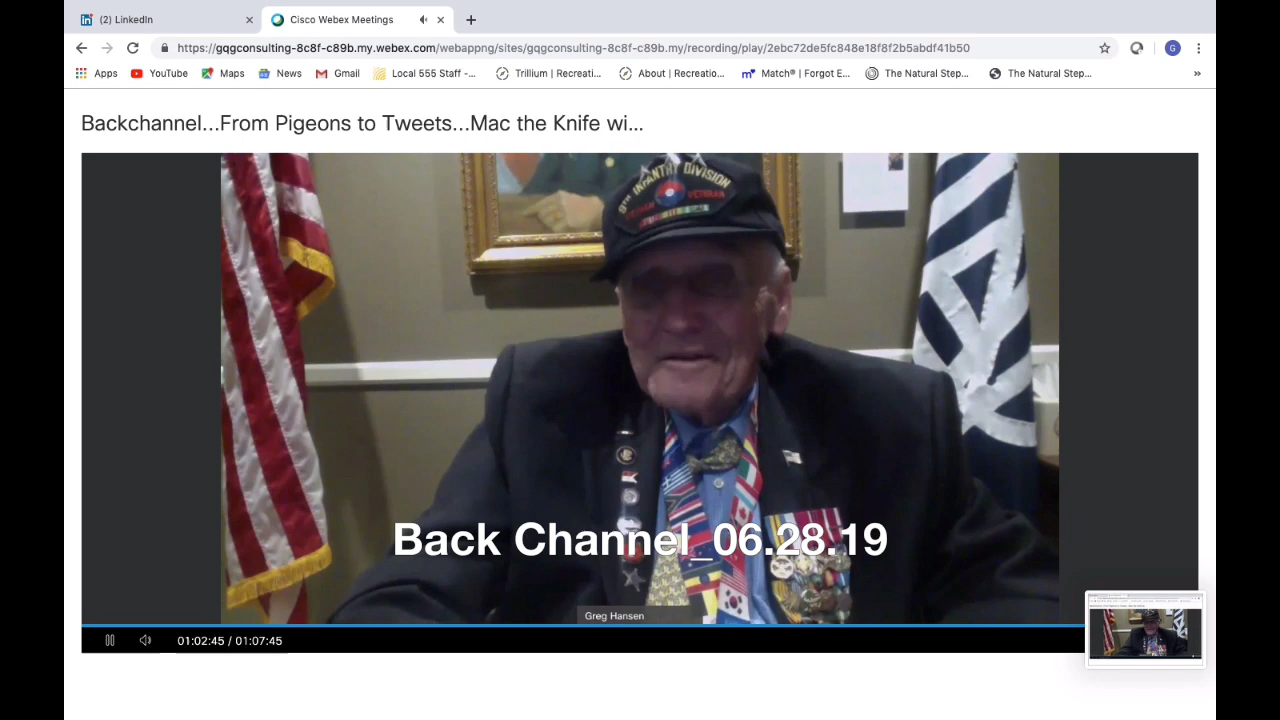 (2) LinkedIn
Cisco Webex Meetings
https://gqgconsulting-8c8f-c89b.my.webex.com/webappng/sites/gqgconsulting-8c8f-c89b.my/recording/play/2ebc72de5fc848e18f8f2b5abdf41b50
G
Apps YouTube Maps News Gmail Local 555 Staff -... Trillium | Recreati... About | Recreatio... m Match® | Forgot E... The Natural Step... The Natural Step... »
Backchannel...From Pigeons to Tweets...Mac the Knife wi...
9TH INFANTRY DIVISION
VETERAN
Back Channel_06.28.19
Greg Hansen
01:02:45 / 01:07:45